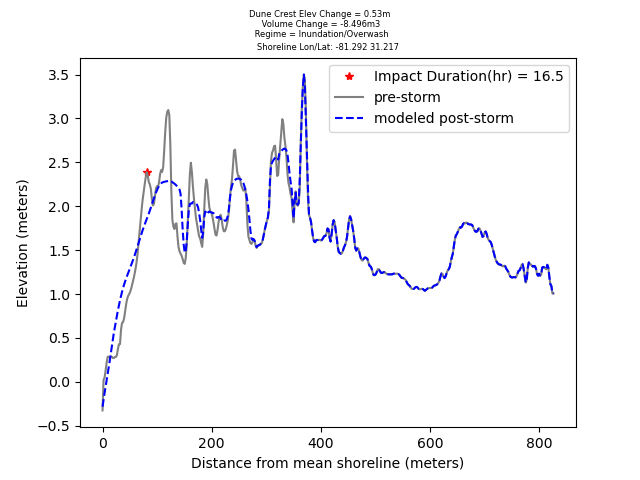 Dune Crest Elev Change = 0.53m
Volume Change = -8.496m3
Regime = Inundation/Overwash
Shoreline Lon/Lat: -81.292 31.217
Impact Duration(hr) = 16.5
pre-storm
modeled post-storm
Elevation (meters)
3.5
3.0
2.5
2.0
1.5
1.0
0.5
0.0
−0.5
0 200 400 600 800
Distance from mean shoreline (meters)